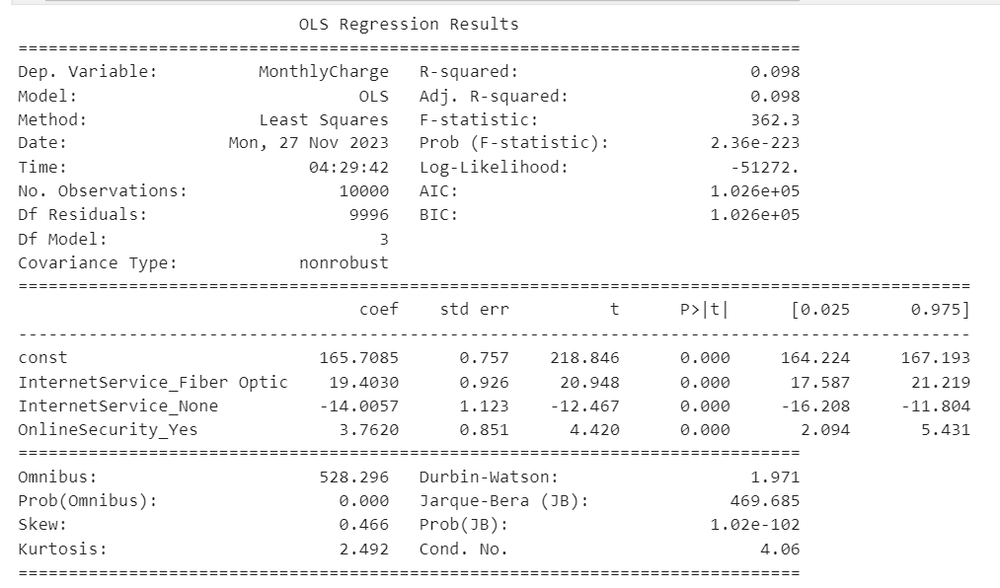 OLS Regression Results
==============================================================================
Dep. Variable: MonthlyCharge R-squared: 0.098
Model: OLS Adj. R-squared: 0.098
Method: Least Squares F-statistic: 362.3
Date: Mon, 27 Nov 2023 Prob (F-statistic): 2.36e-223
Time: 04:29:42 Log-Likelihood: -51272.
No. Observations: 10000 AIC: 1.026e+05
Df Residuals: 9996 BIC: 1.026e+05
Df Model: 3
Covariance Type: nonrobust
===============================================================================================
coef std err t P>|t| [0.025 0.975]
-----------------------------------------------------------------------------------------------
const 165.7085 0.757 218.846 0.000 164.224 167.193
InternetService_Fiber Optic 19.4030 0.926 20.948 0.000 17.587 21.219
InternetService_None -14.0057 1.123 -12.467 0.000 -16.208 -11.804
OnlineSecurity_Yes 3.7620 0.851 4.420 0.000 2.094 5.431
==============================================================================
Omnibus: 528.296 Durbin-Watson: 1.971
Prob(Omnibus): 0.000 Jarque-Bera (JB): 469.685
Skew: 0.466 Prob(JB): 1.02e-102
Kurtosis: 2.492 Cond. No. 4.06
==============================================================================